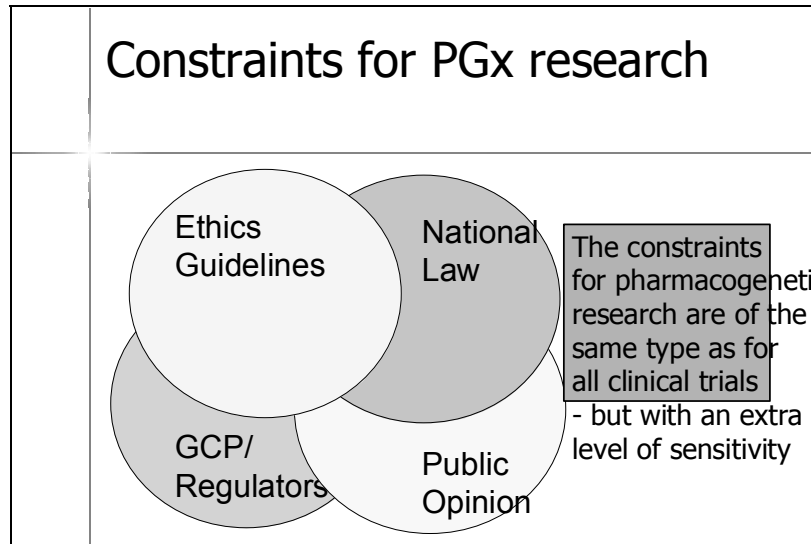 Constraints for PGx research
Ethics
Guidelines
National
Law
The constraints
for pharmacogeneti
research are of the
same type as for
all clinical trials
- but with an extra
level of sensitivity
GCP/
Regulators
Public
Opinion